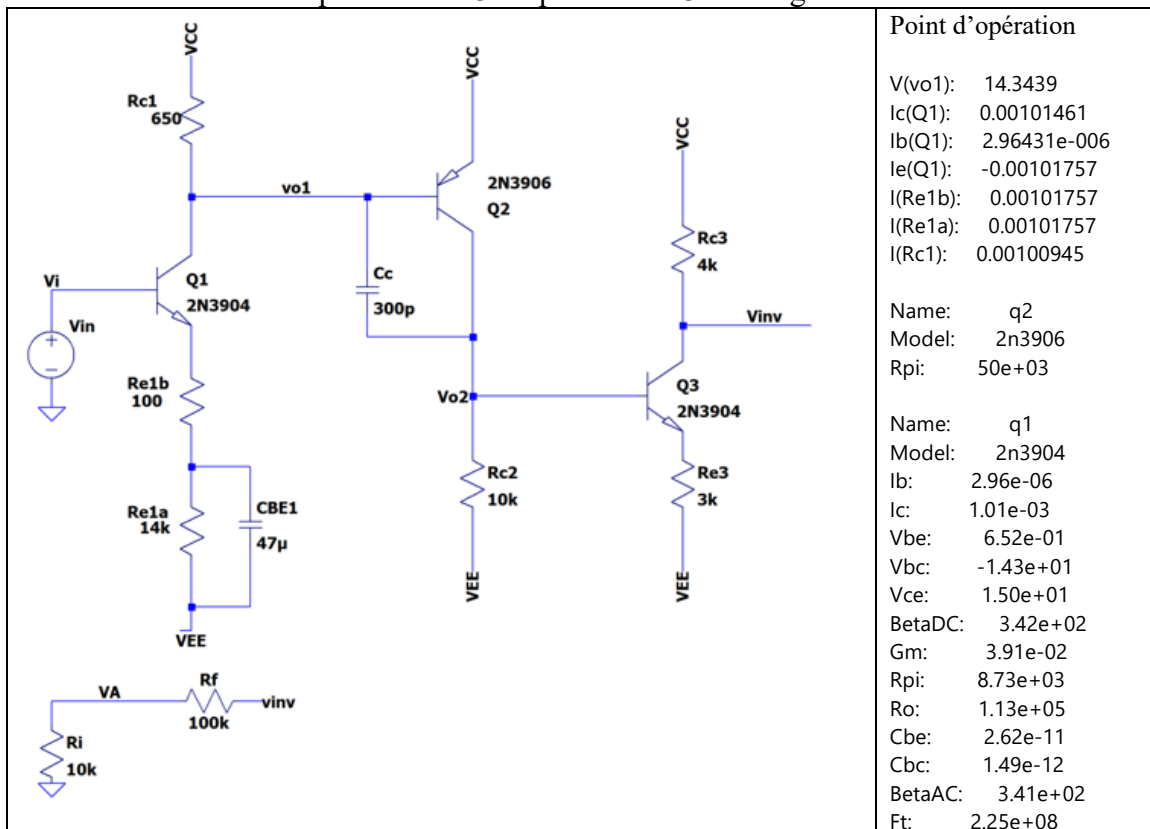 VCC
Rc1
650
vo1
VCC
2N3906
Q2
Cc
300p
VCC
Rc3
4k
Vinv
Vi
Vin
Q1
2N3904
Re1b
100
Vo2
Q3
2N3904
Re1a
14k
CBE1
47µ
Rc2
10k
Re3
3k
VEE
VEE
VEE
VA
Rf
100k
vinv
Ri
10k
Point d’opération
V(vo1): 14.3439
Ic(Q1): 0.00101461
Ib(Q1): 2.96431e-006
Ie(Q1): -0.00101757
I(Re1b): 0.00101757
I(Re1a): 0.00101757
I(Rc1): 0.00100945
Name: q2
Model: 2n3906
Rpi: 50e+03
Name: q1
Model: 2n3904
Ib: 2.96e-06
Ic: 1.01e-03
Vbe: 6.52e-01
Vbc: -1.43e+01
Vce: 1.50e+01
BetaDC: 3.42e+02
Gm: 3.91e-02
Rpi: 8.73e+03
Ro: 1.13e+05
Cbe: 2.62e-11
Cbc: 1.49e-12
BetaAC: 3.41e+02
Ft: 2.25e+08